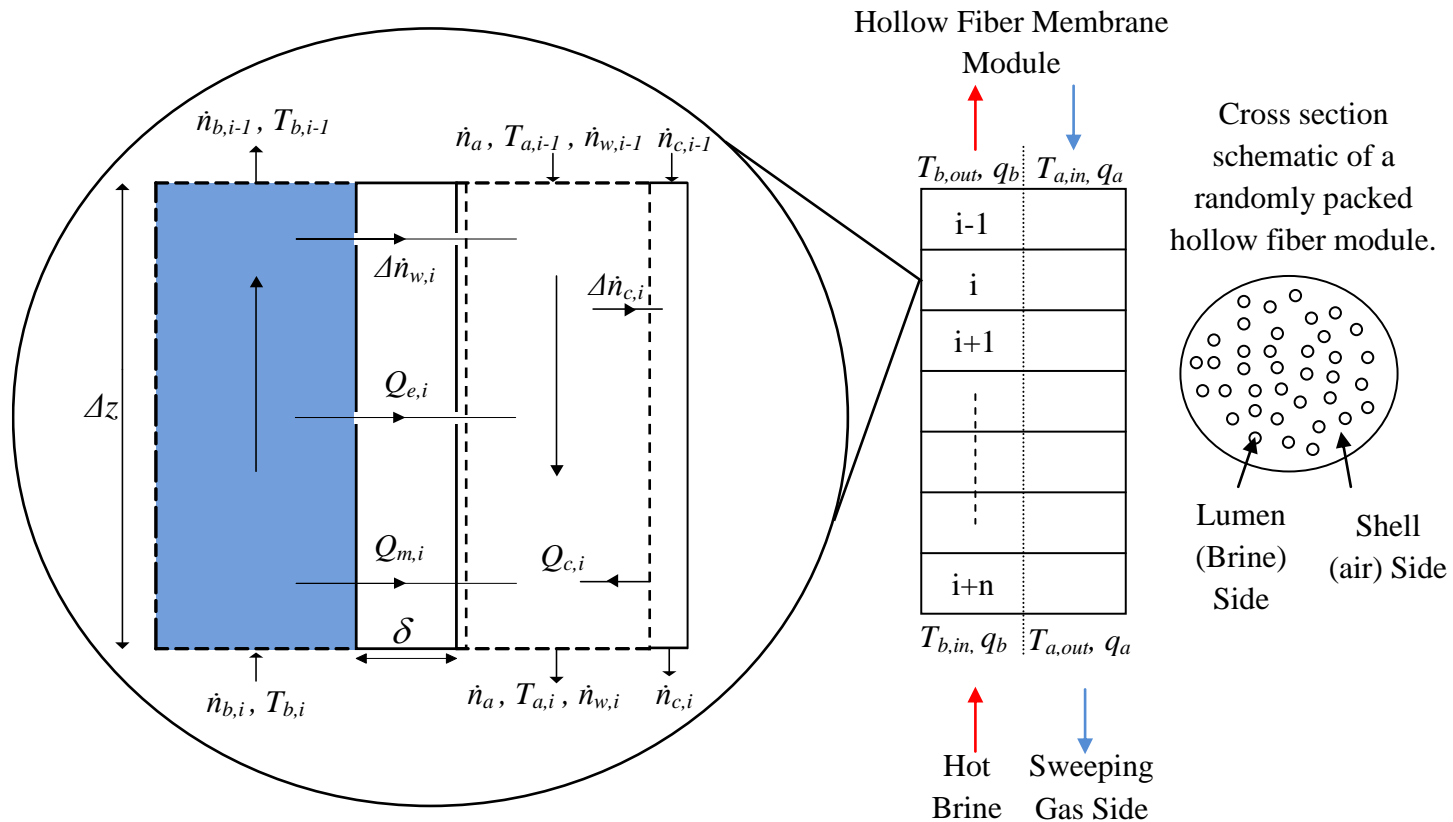 Hollow Fiber Membrane
Module
Cross section
schematic of a
randomly packed
hollow fiber module.
ṅb,i-1 , Tb,i-1
ṅa , Ta,i-1 , ṅw,i-1
ṅc,i-1
Tb,out, qb
Ta,in, qa
Δṅw,i
Δṅc,i
Qe,i
Δz
Qm,i
Qc,i
δ
ṅb,i , Tb,i
ṅa , Ta,i , ṅw,i
ṅc,i
i-1
i
i+1
i+n
Tb,in, qb
Ta,out, qa
Lumen
(Brine)
Side
Shell
(air) Side
Hot
Brine
Sweeping
Gas Side